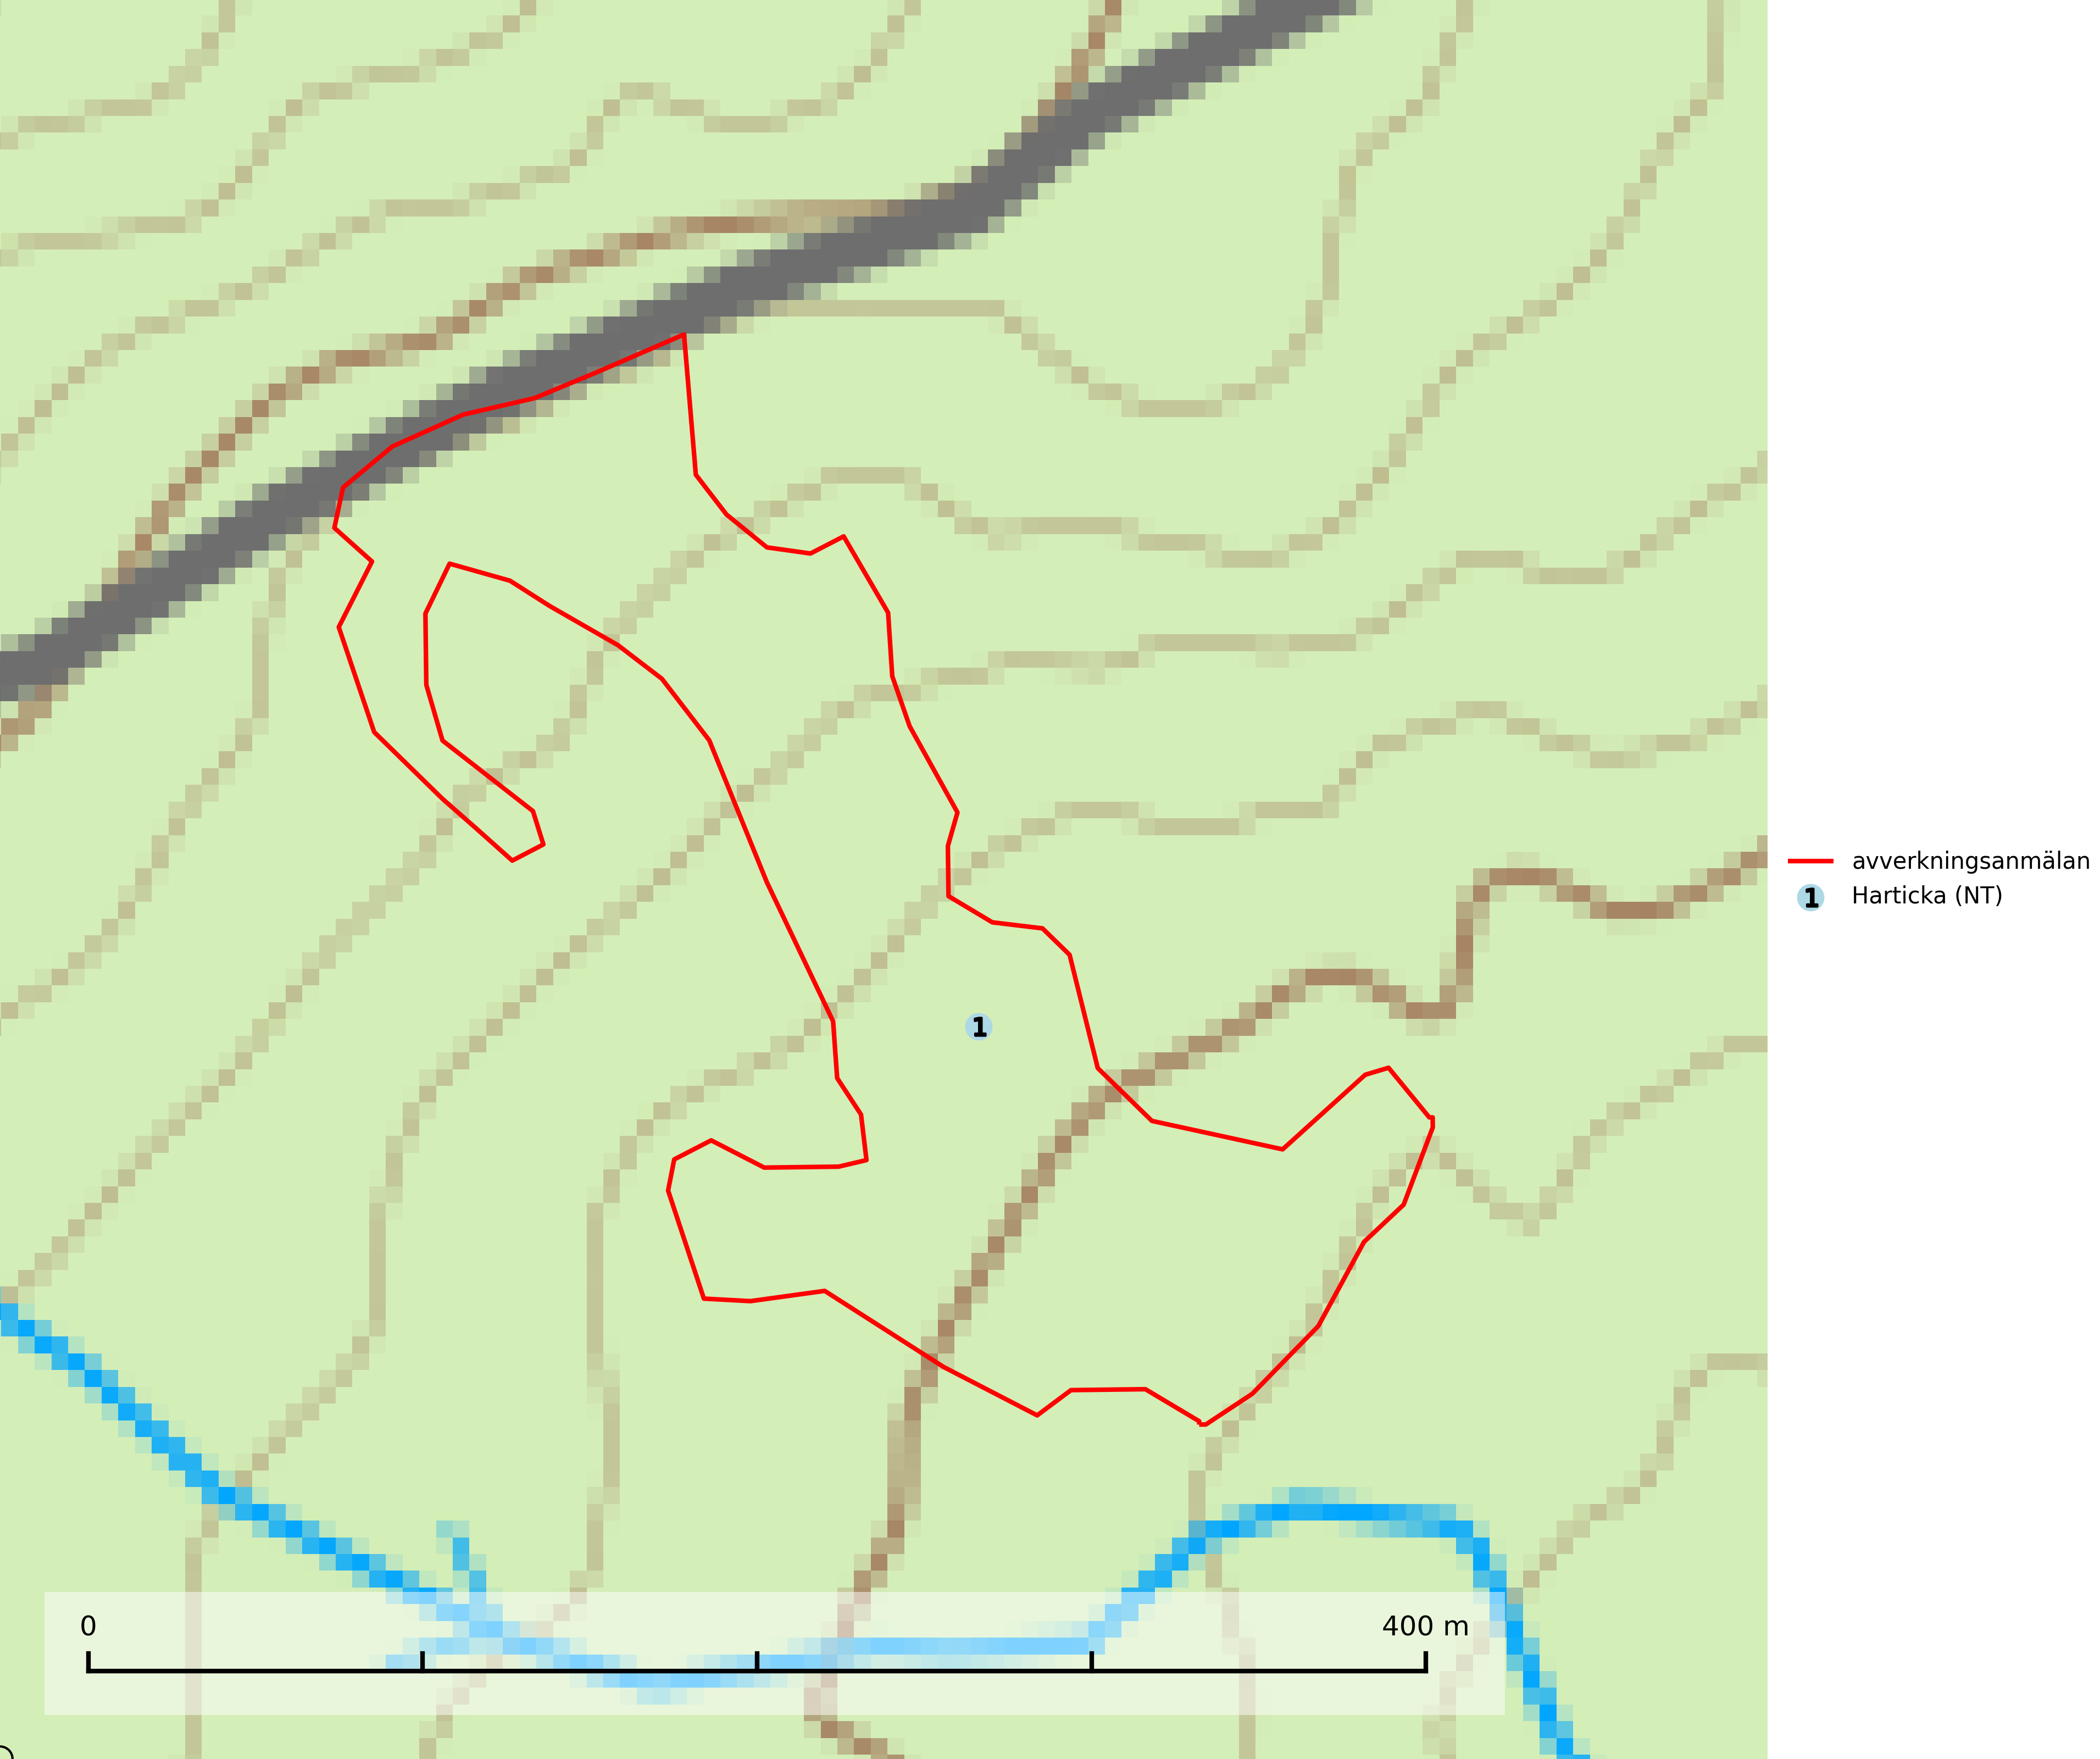 avverkningsanmälan
1 Harticka (NT)
1
0 400 m